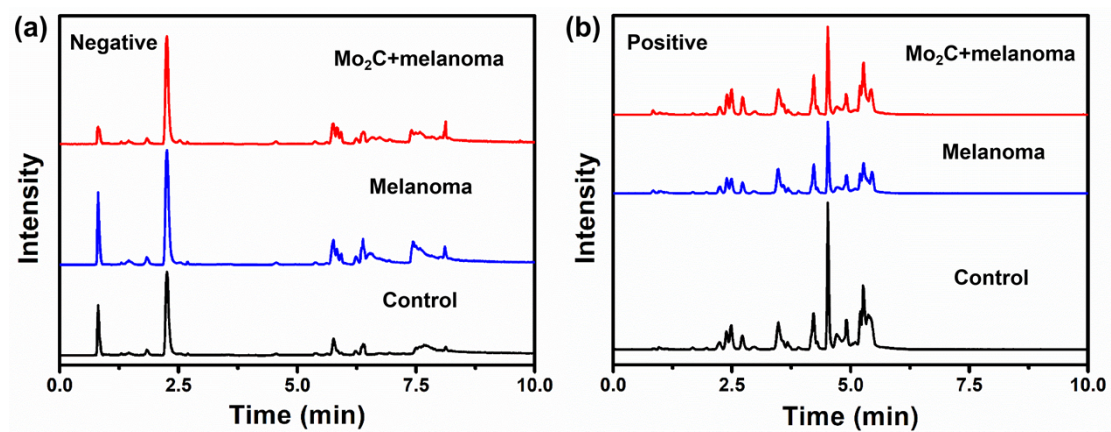 (a)
Negative
Mo₂C+melanoma
Melanoma
Control
Intensity
0.0 2.5 5.0 7.5 10.0
Time (min)
(b)
Positive
Mo₂C+melanoma
Melanoma
Control
Intensity
0.0 2.5 5.0 7.5 10.0
Time (min)